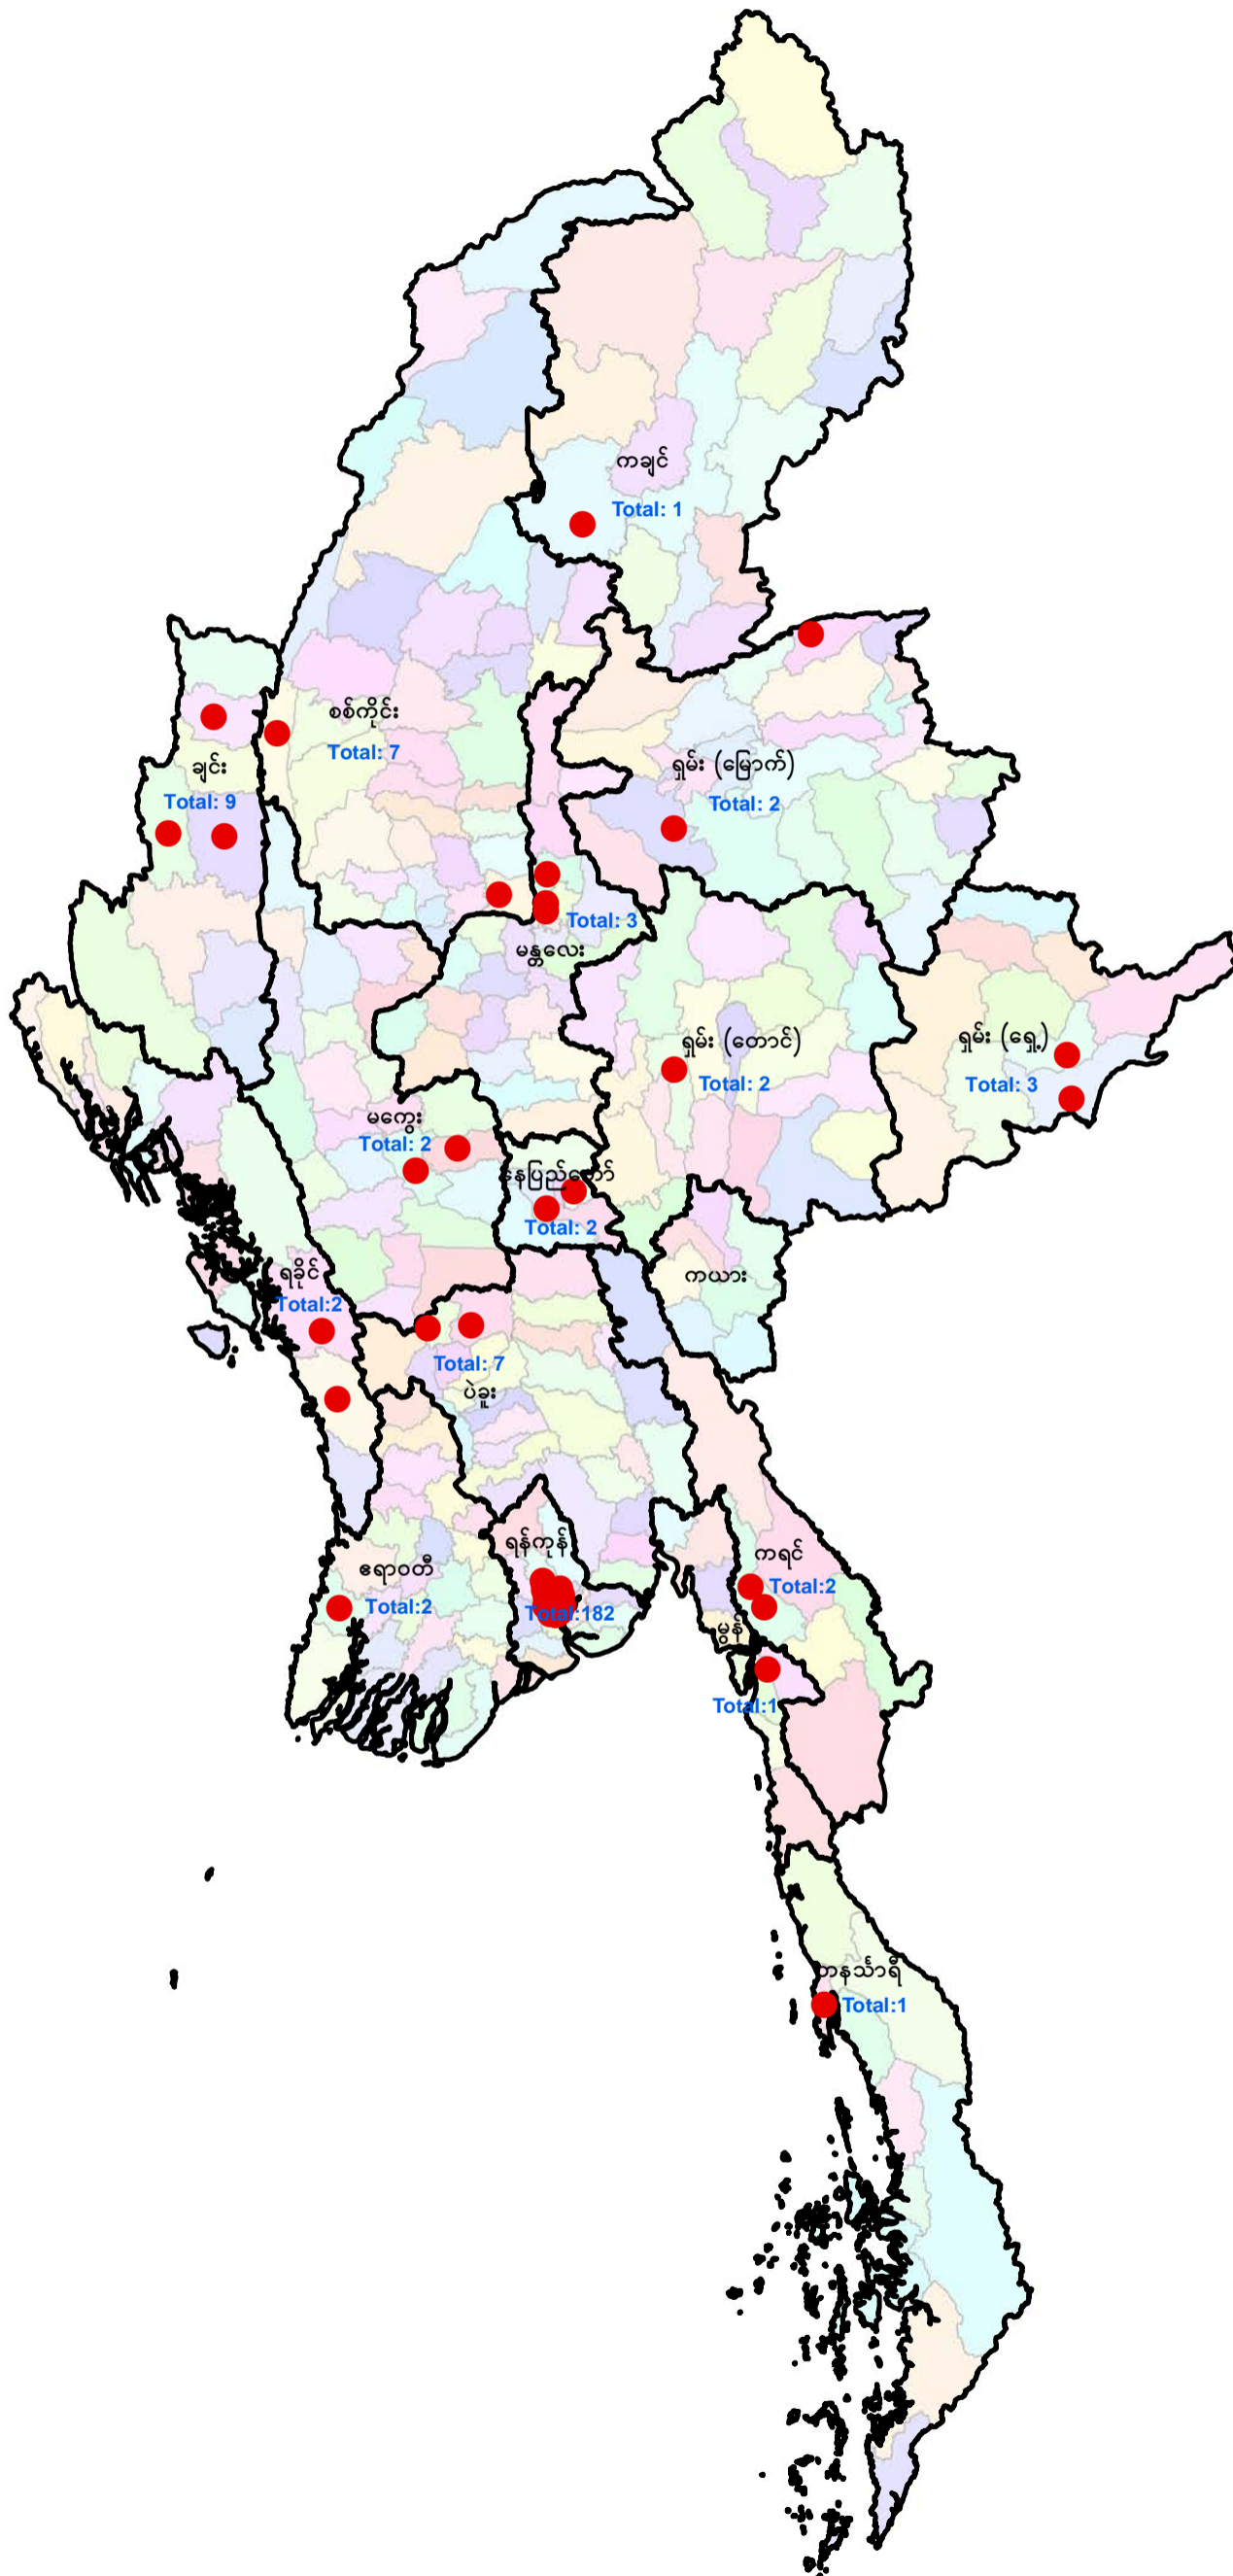 ကချင်
Total: 1
စစ်ကိုင်း
Total: 7
ချင်း
Total: 9
ရှမ်း (မြောက်)
Total: 2
Total: 3
မန္တလေး
ရှမ်း (တောင်)
Total: 2
ရှမ်း (ရှေ့)
Total: 3
မကွေး
Total: 2
နေပြည်တော်
Total: 2
ကယား
ရခိုင်
Total:2
Total: 7
ပဲခူး
ရန်ကုန်
Total:182
ဧရာဝတီ
Total:2
ကရင်
Total:2
မွန်
Total:1
တနင်္သာရီ
Total:1